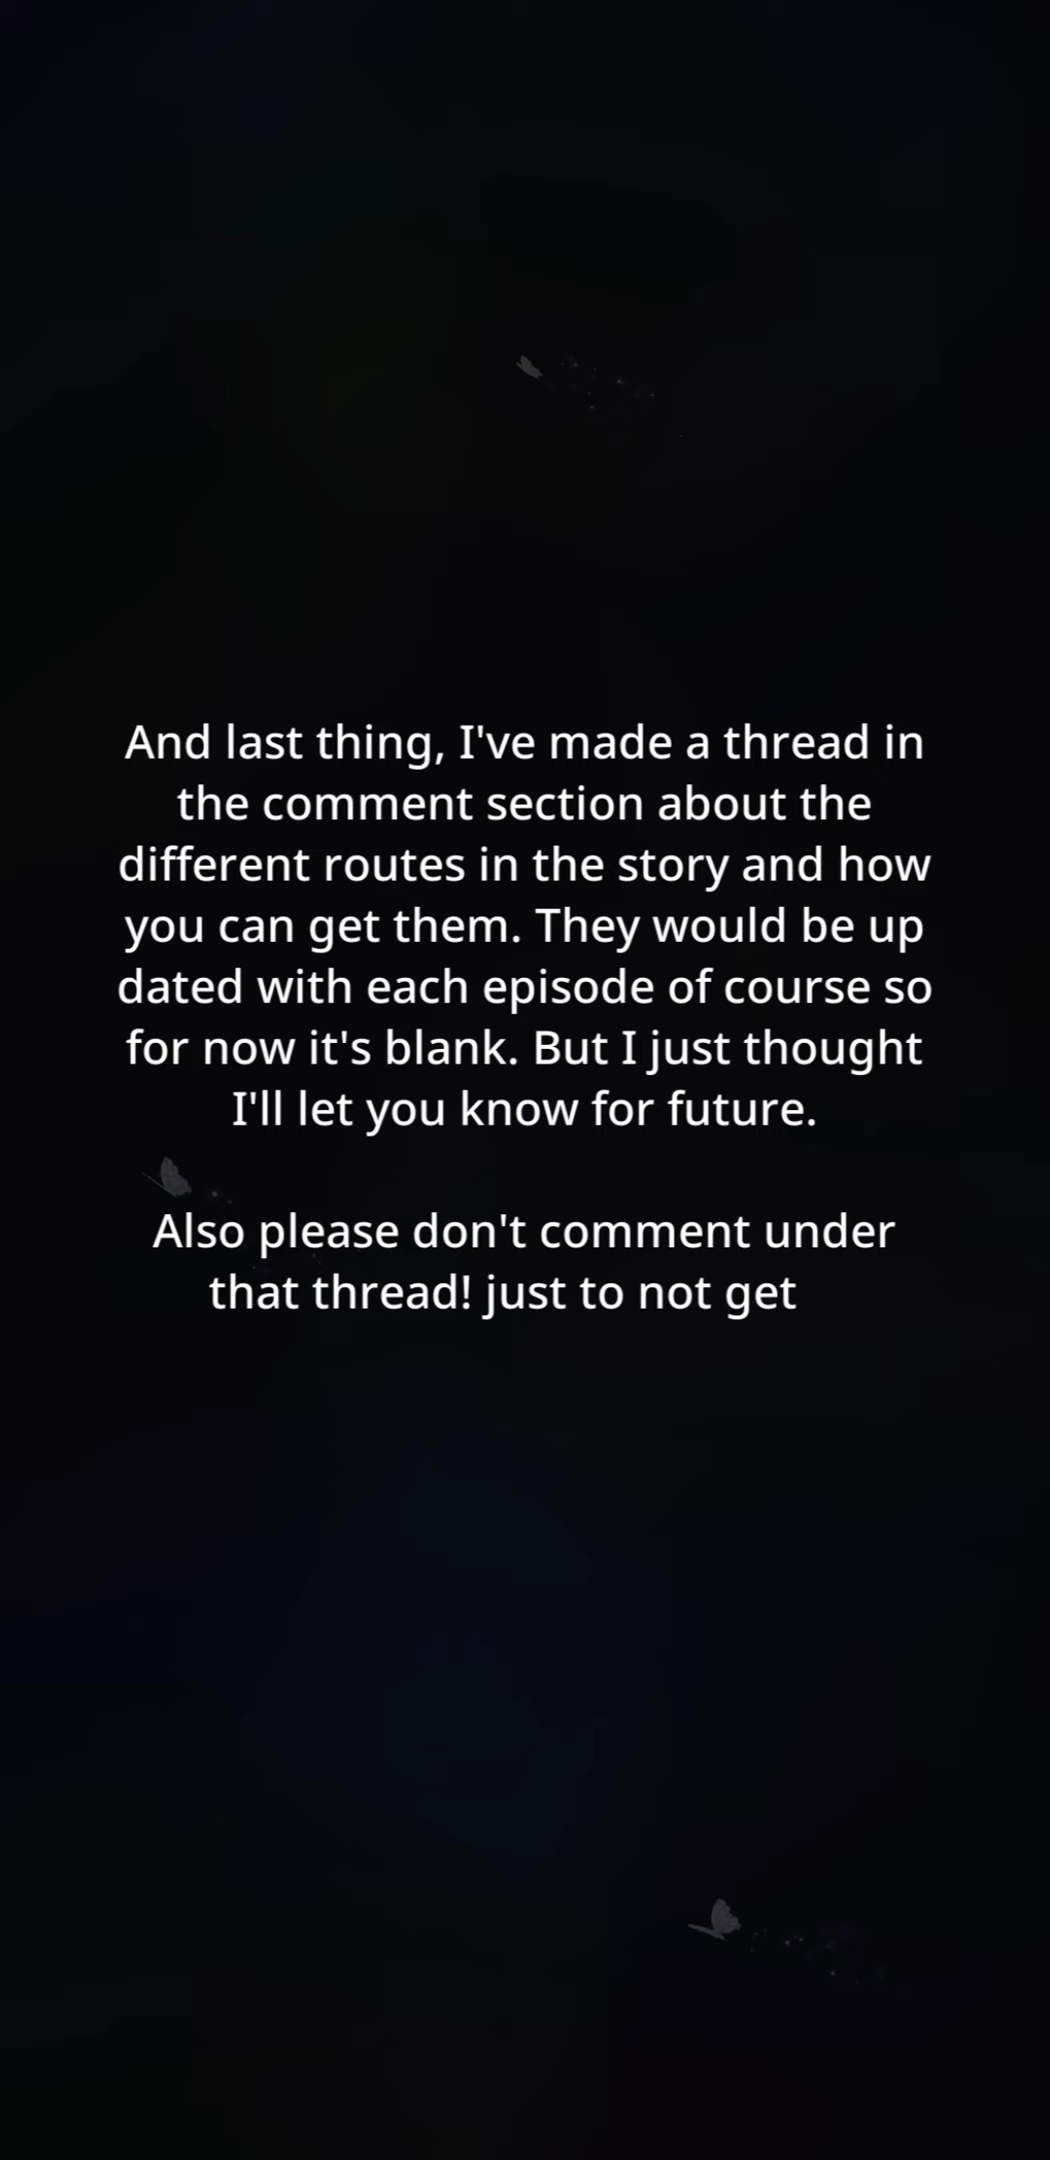 And last thing, I've made a thread in
the comment section about the
different routes in the story and how
you can get them. They would be up
dated with each episode of course so
for now it's blank. But I just thought
I'll let you know for future.
Also please don't comment under
that thread! just to not get